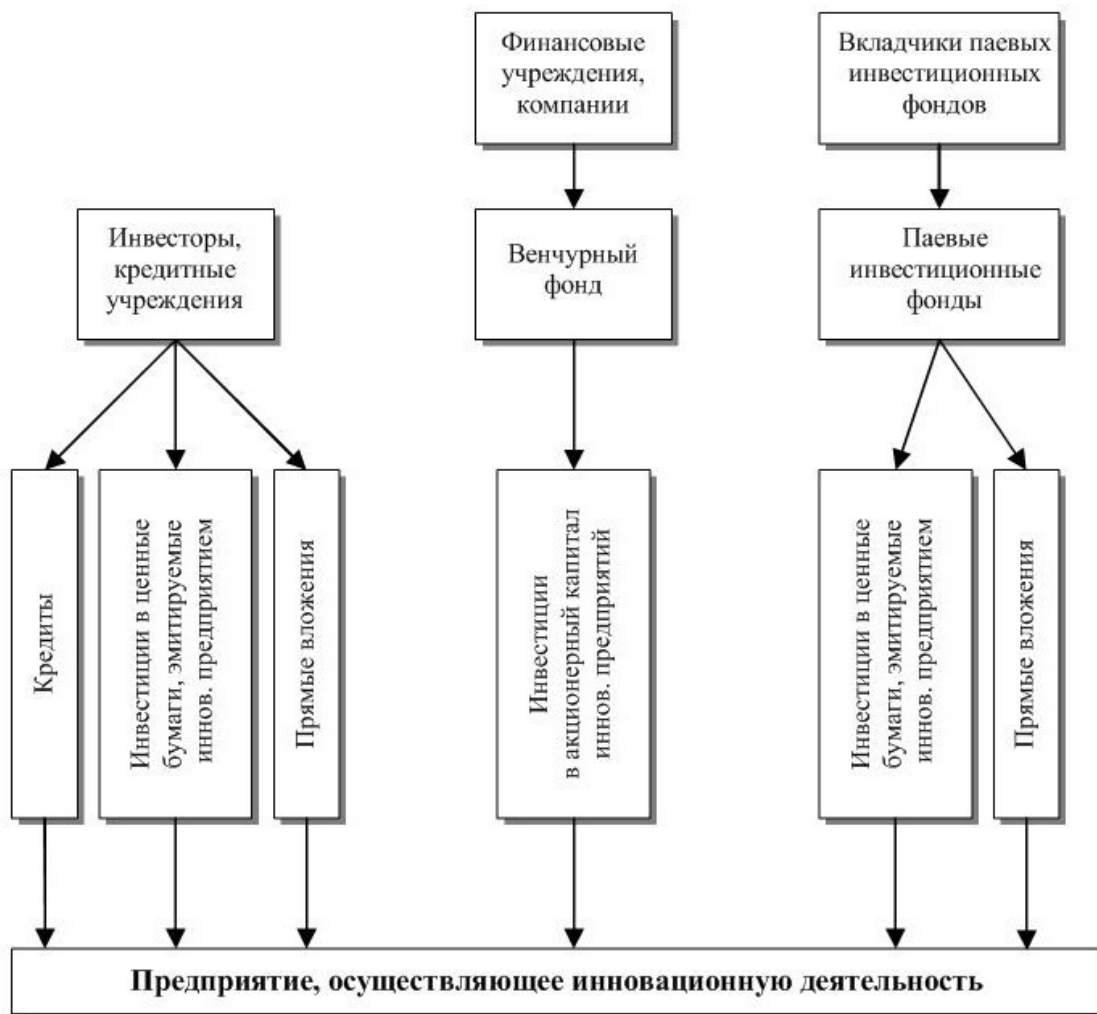 Финансовые
учреждения,
компании
Вкладчики паевых
инвестиционных
фондов
Инвесторы,
кредитные
учреждения
Венчурный
фонд
Паевые
инвестиционные
фонды
Кредиты
Инвестиции в ценные
бумаги, эмитируемые
иннов. предприятием
Прямые вложения
Инвестиции
в акционерный капитал
иннов. предприятий
Инвестиции в ценные
бумаги, эмитируемые
иннов. предприятием
Прямые вложения
Предприятие, осуществляющее инновационную деятельность